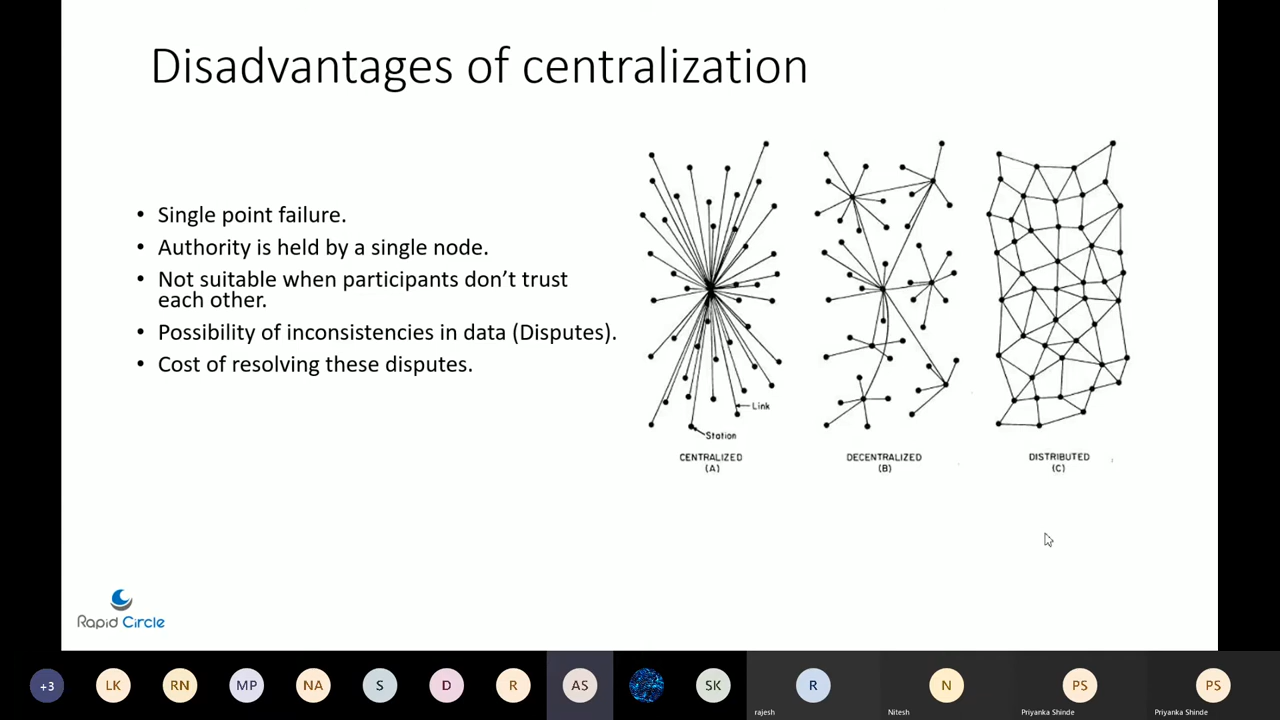 Disadvantages of centralization
• Single point failure.
• Authority is held by a single node.
• Not suitable when participants don’t trust
each other.
• Possibility of inconsistencies in data (Disputes).
• Cost of resolving these disputes.
Link
Station
CENTRALIZED
(A)
DECENTRALIZED
(B)
DISTRIBUTED
(C)
Rapid Circle
+3
LK
RN
MP
NA
S
D
R
AS
SK
R
rajesh
N
Nitesh
PS
Priyanka Shinde
PS
Priyanka Shinde